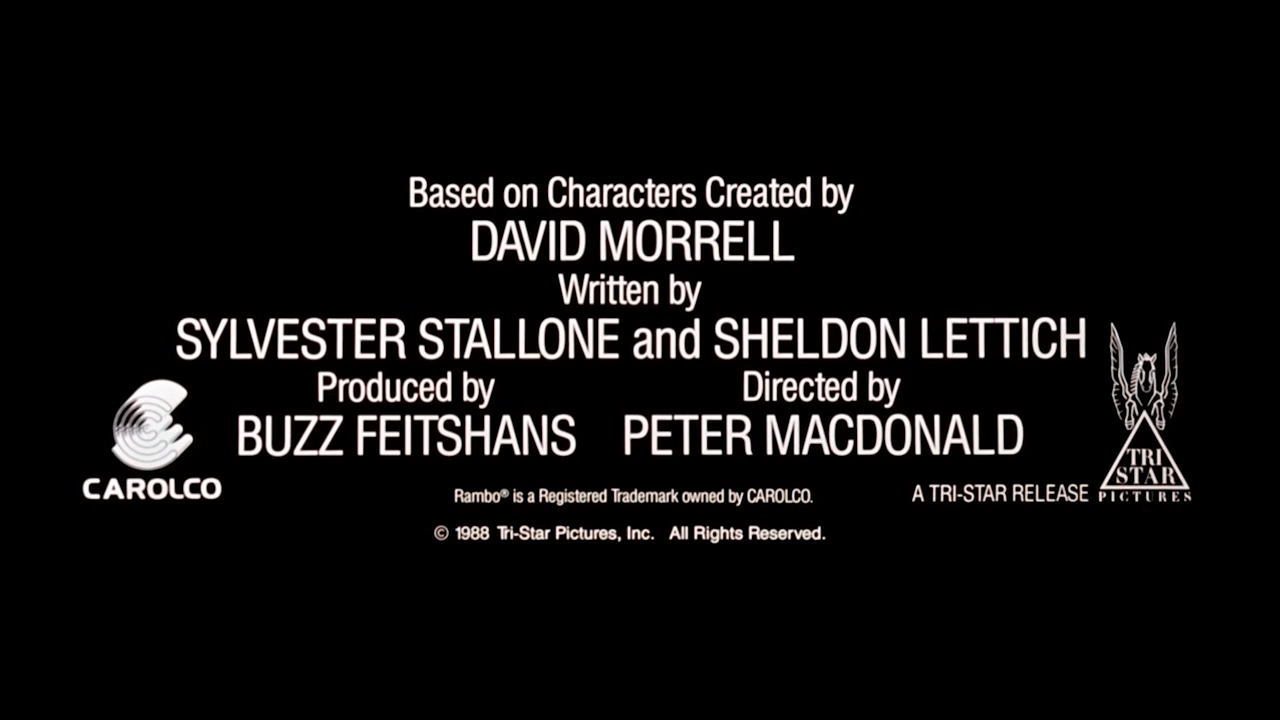 Based on Characters Created by
DAVID MORRELL
Written by
SYLVESTER STALLONE and SHELDON LETTICH
Produced by
BUZZ FEITSHANS
Directed by
PETER MACDONALD
CAROLCO
Rambo® is a Registered Trademark owned by CAROLCO.
A TRI-STAR RELEASE
TRI
STAR
PICTURES
© 1988 Tri-Star Pictures, Inc. All Rights Reserved.